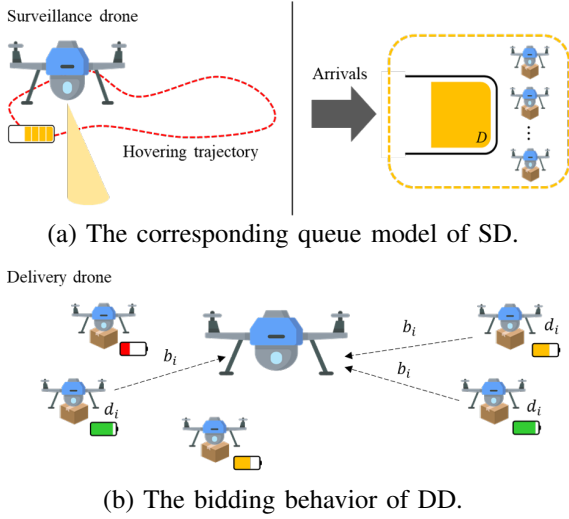 Surveillance drone
Arrivals
Hovering trajectory
D
⋮
(a) The corresponding queue model of SD.
Delivery drone
b_i
b_i
d_i
b_i
d_i
d_i
(b) The bidding behavior of DD.